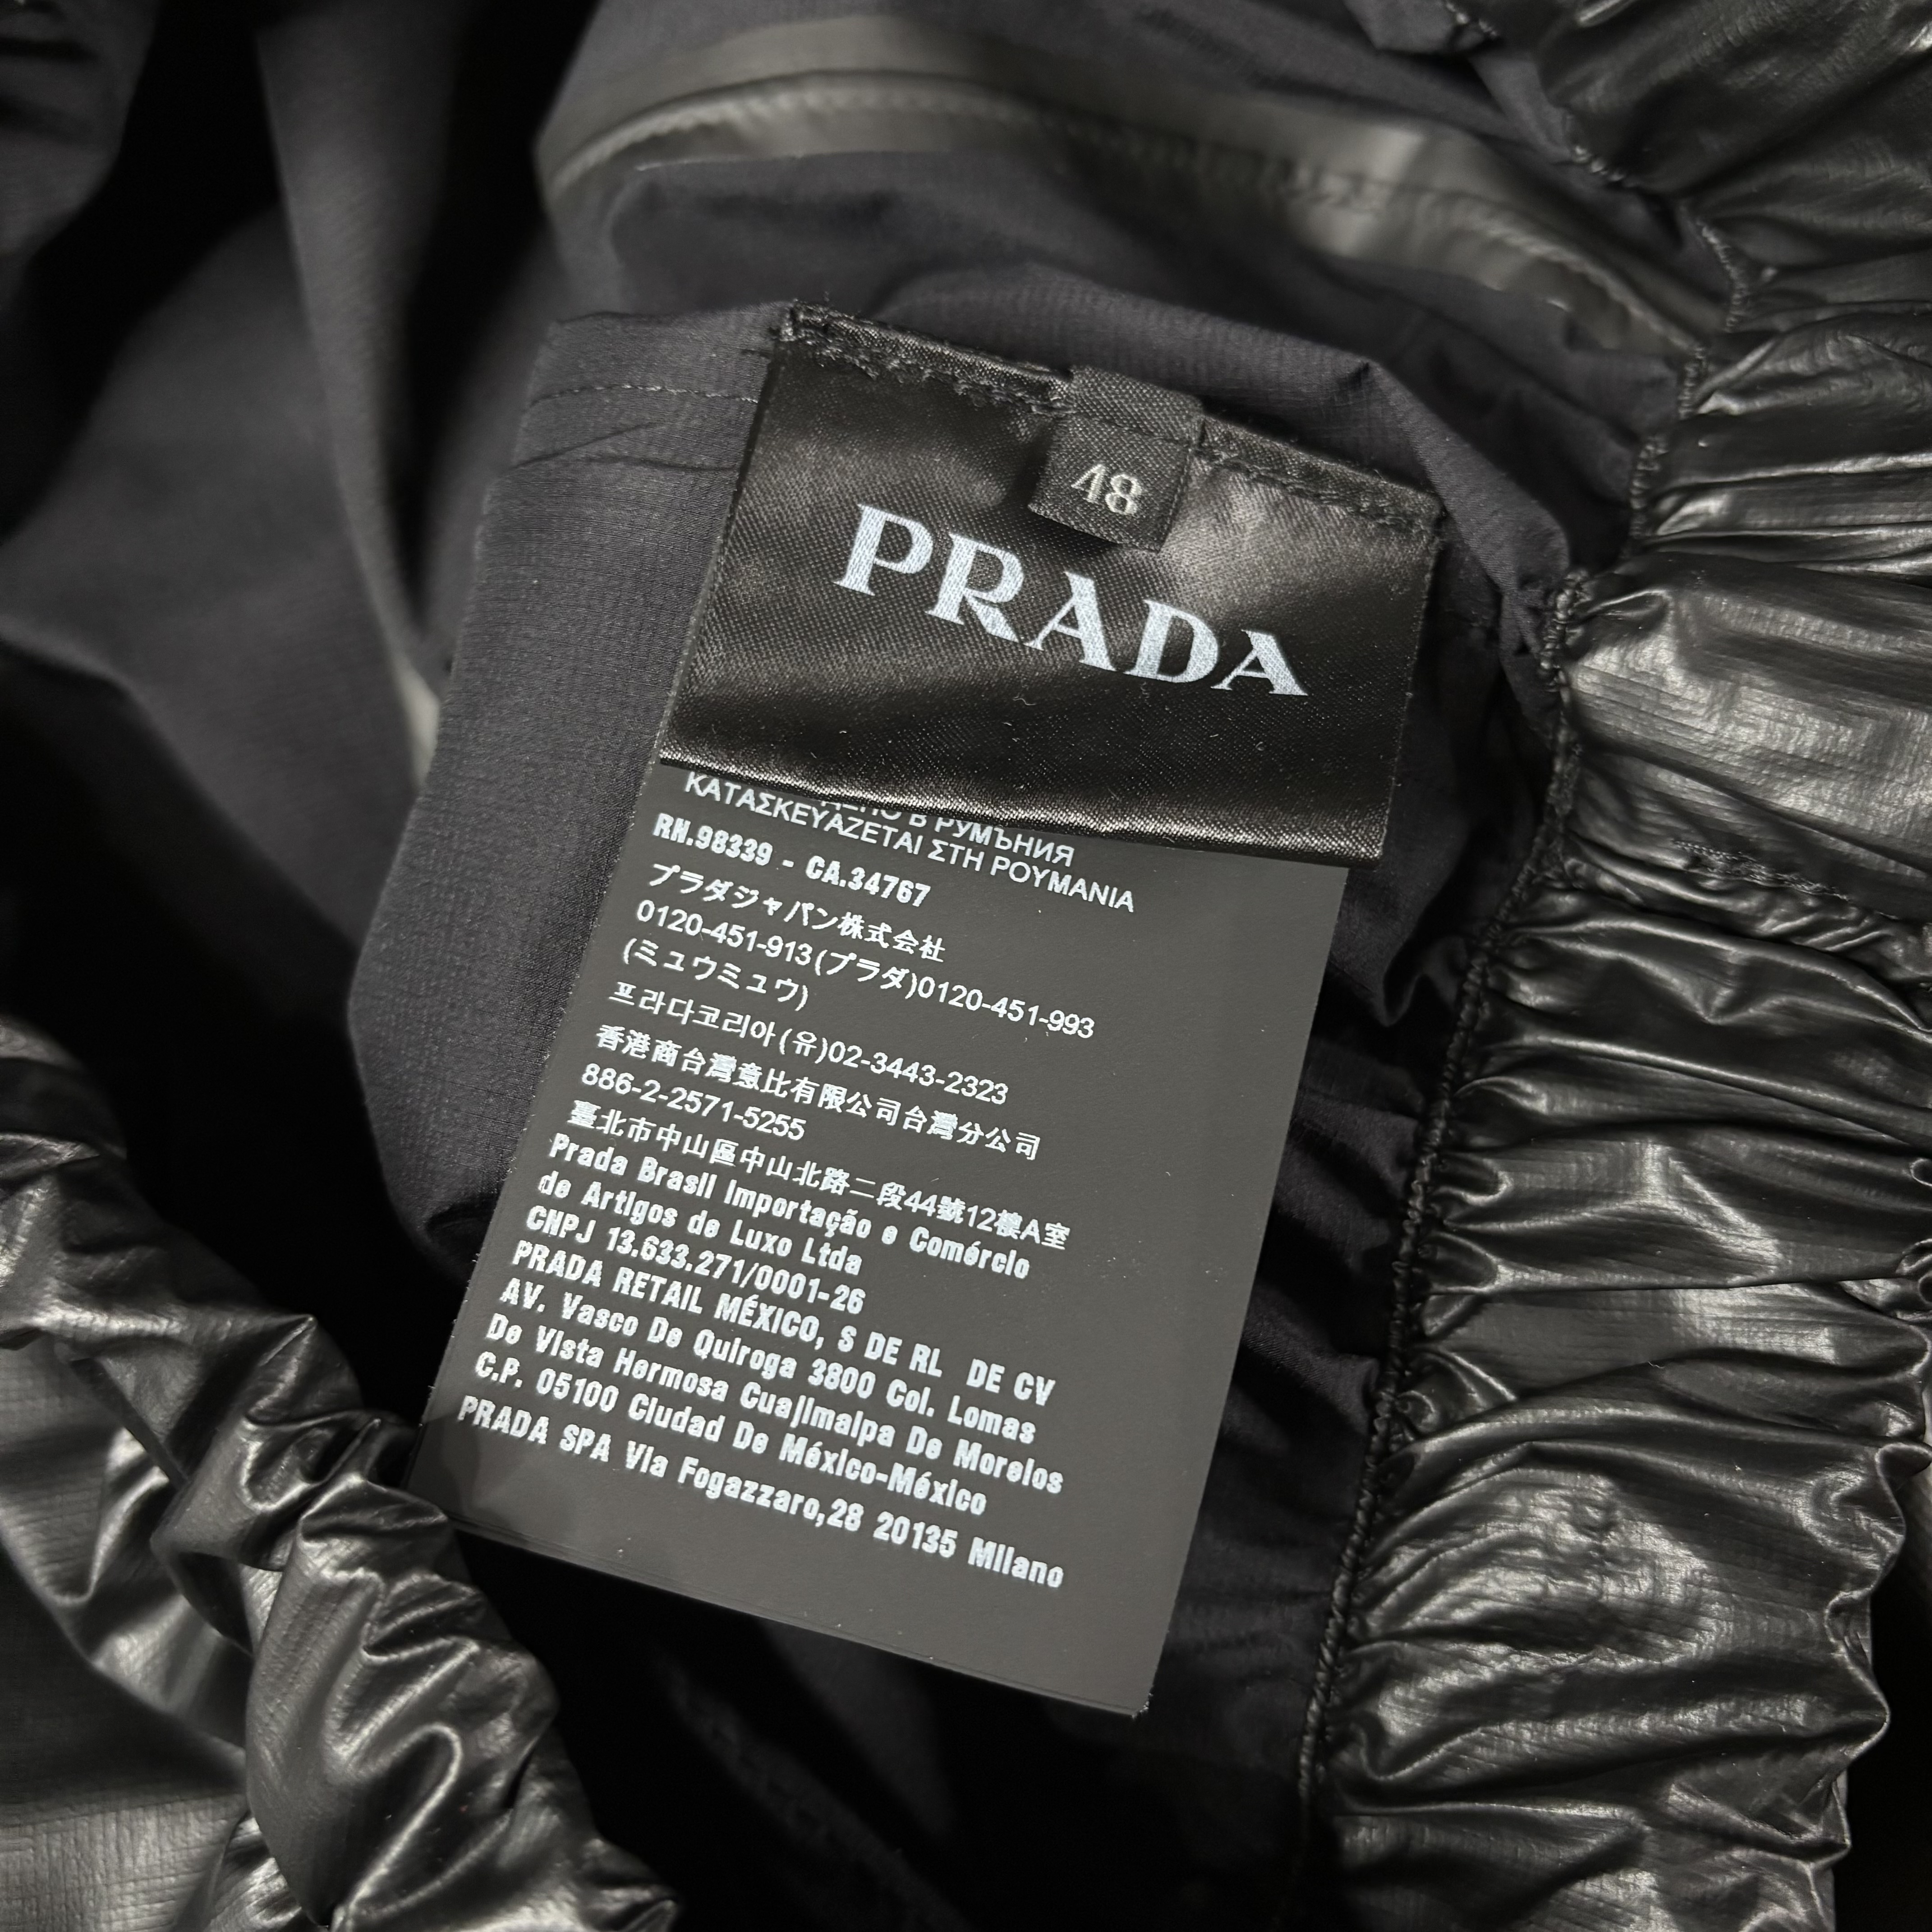 48
PRADA
В РУМЪНИЯ
ΚΑΤΑΣΚΕΥΑΖΕΤΑΙ ΣΤΗ ΡΟΥΜΑΝΙΑ
RN.98339 - CA.34767
プラダジャパン株式会社
0120-451-913(プラダ)0120-451-993
(ミュウミュウ)
프라다코리아(유)02-3443-2323
香港商台灣意比有限公司台灣分公司
886-2-2571-5255
臺北市中山區中山北路二段44號12樓A室
Prada Brasil Importação e Comércio
de Artigos de Luxo Ltda
CNPJ 13.633.271/0001-26
PRADA RETAIL MÉXICO, S DE RL DE CV
AV. Vasco De Quiroga 3800 Col. Lomas
De Vista Hermosa Cuajimalpa De Morelos
C.P. 05100 Ciudad De México-México
PRADA SPA Via Fogazzaro,28 20135 Milano